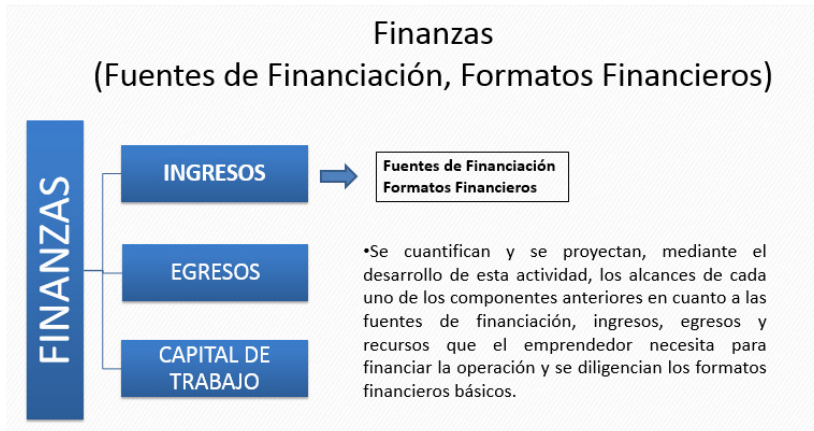 Finanzas
(Fuentes de Financiación, Formatos Financieros)
FINANZAS
INGRESOS
Fuentes de Financiación
Formatos Financieros
EGRESOS
CAPITAL DE
TRABAJO
•Se cuantifican y se proyectan, mediante el
desarrollo de esta actividad, los alcances de cada
uno de los componentes anteriores en cuanto a las
fuentes de financiación, ingresos, egresos y
recursos que el emprendedor necesita para
financiar la operación y se diligencian los formatos
financieros básicos.